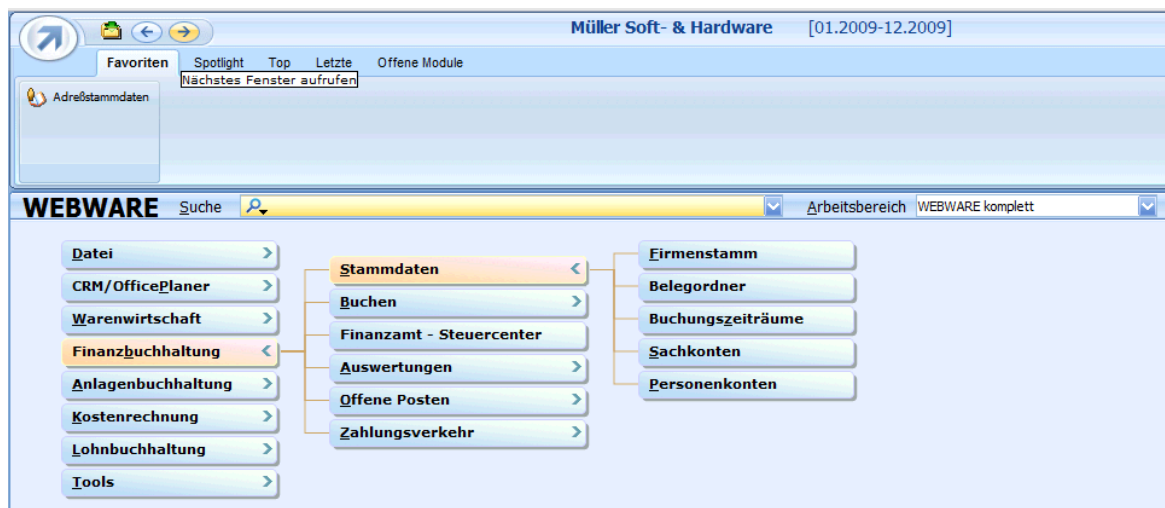 Müller Soft- & Hardware [01.2009-12.2009]
Favoriten Spotlight Top Letzte Offene Module
Nächstes Fenster aufrufen
Adreßstammdaten
WEBWARE Suche Arbeitsbereich WEBWARE komplett
Datei
CRM/OfficePlaner
Warenwirtschaft
Finanzbuchhaltung
Anlagenbuchhaltung
Kostenrechnung
Lohnbuchhaltung
Tools
Stammdaten
Buchen
Finanzamt - Steuercenter
Auswertungen
Offene Posten
Zahlungsverkehr
Firmenstamm
Belegordner
Buchungszeiträume
Sachkonten
Personenkonten